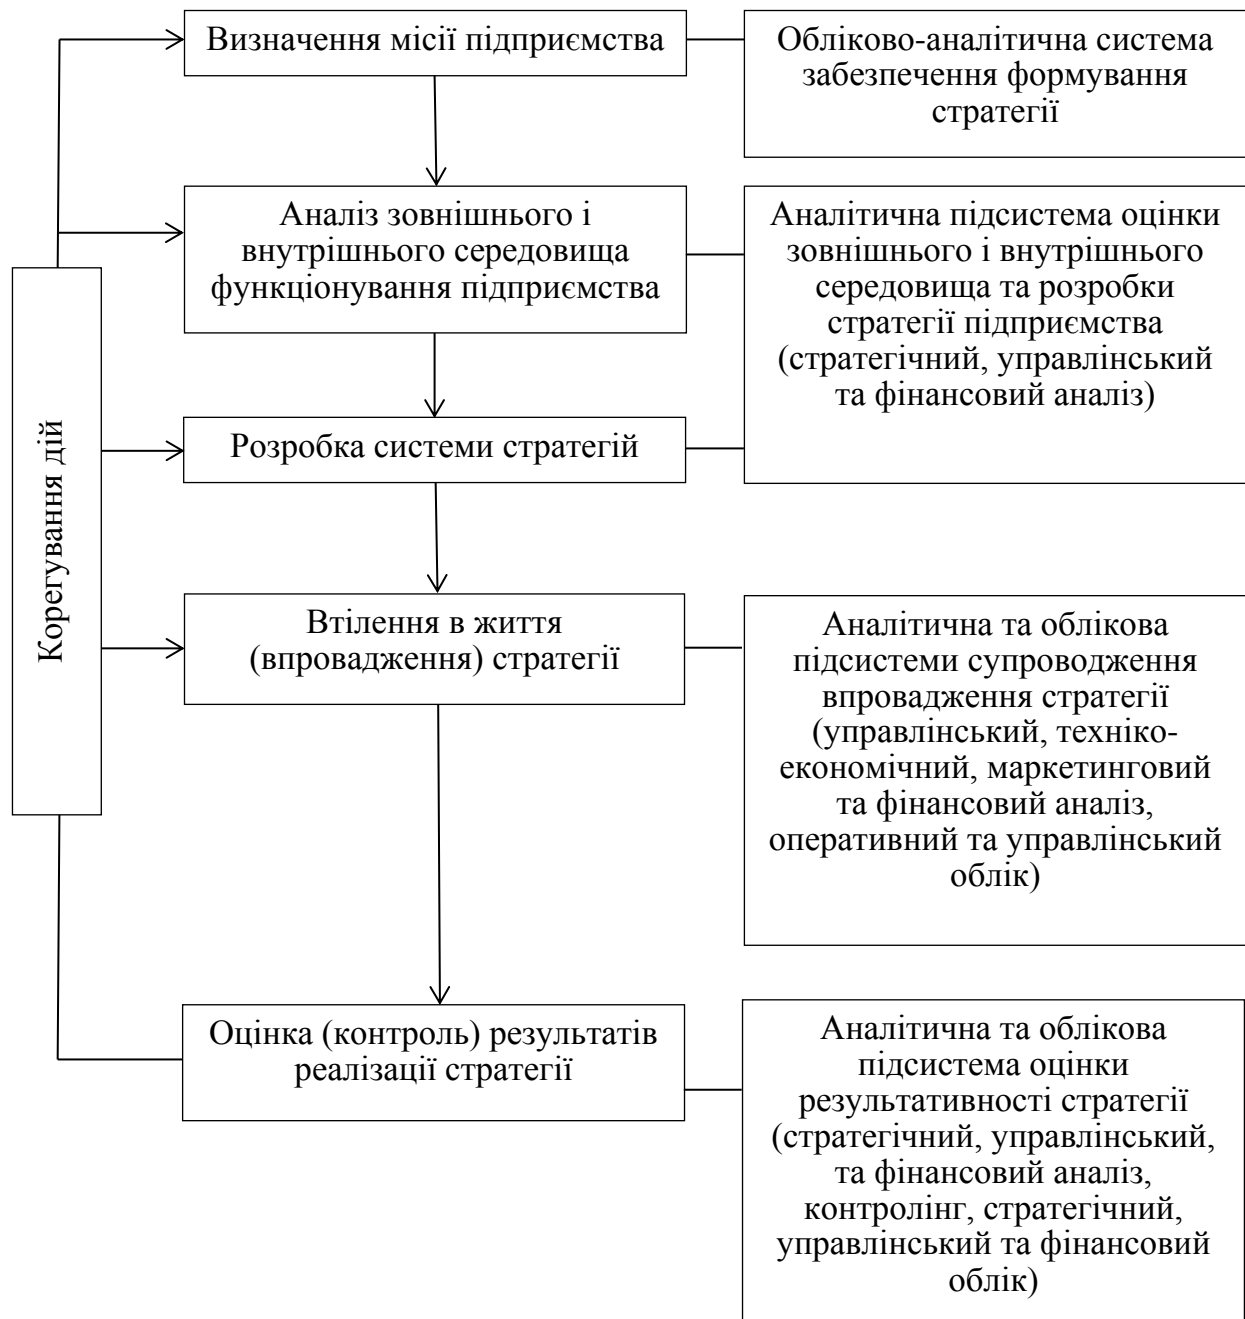 Визначення місії підприємства
Обліково-аналітична система
забезпечення формування
стратегії
Аналіз зовнішнього і
внутрішнього середовища
функціонування підприємства
Аналітична підсистема оцінки
зовнішнього і внутрішнього
середовища та розробки
стратегії підприємства
(стратегічний, управлінський
та фінансовий аналіз)
Корегування дій
Розробка системи стратегій
Втілення в життя
(впровадження) стратегії
Аналітична та облікова
підсистеми супроводження
впровадження стратегії
(управлінський, техніко-
економічний, маркетинговий
та фінансовий аналіз,
оперативний та управлінський
облік)
Оцінка (контроль) результатів
реалізації стратегії
Аналітична та облікова
підсистема оцінки
результативності стратегії
(стратегічний, управлінський,
та фінансовий аналіз,
контролінг, стратегічний,
управлінський та фінансовий
облік)